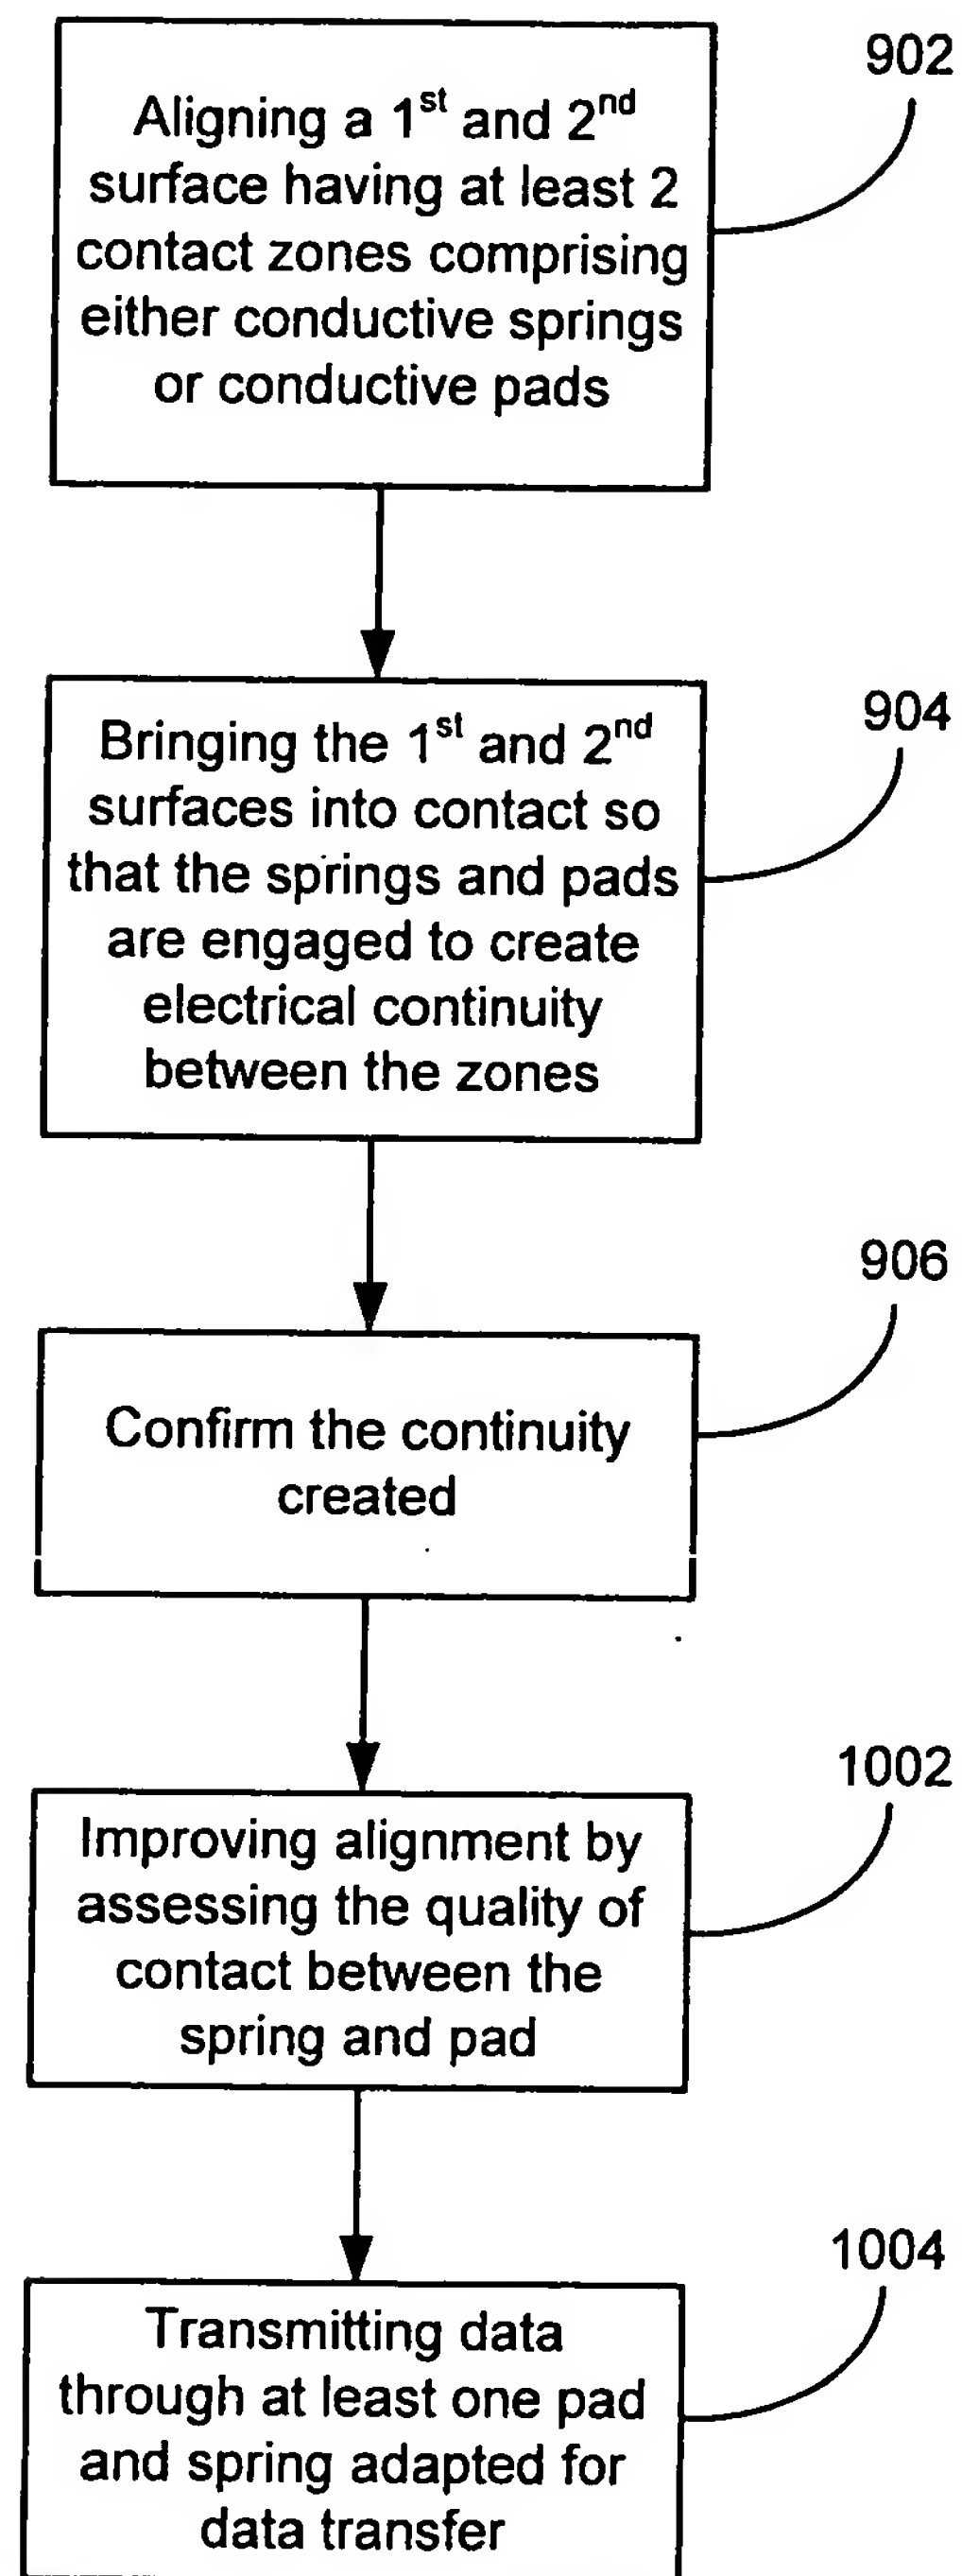 902
Aligning a 1st and 2nd
surface having at least 2
contact zones comprising
either conductive springs
or conductive pads
904
Bringing the 1st and 2nd
surfaces into contact so
that the springs and pads
are engaged to create
electrical continuity
between the zones
906
Confirm the continuity
created
1002
Improving alignment by
assessing the quality of
contact between the
spring and pad
1004
Transmitting data
through at least one pad
and spring adapted for
data transfer